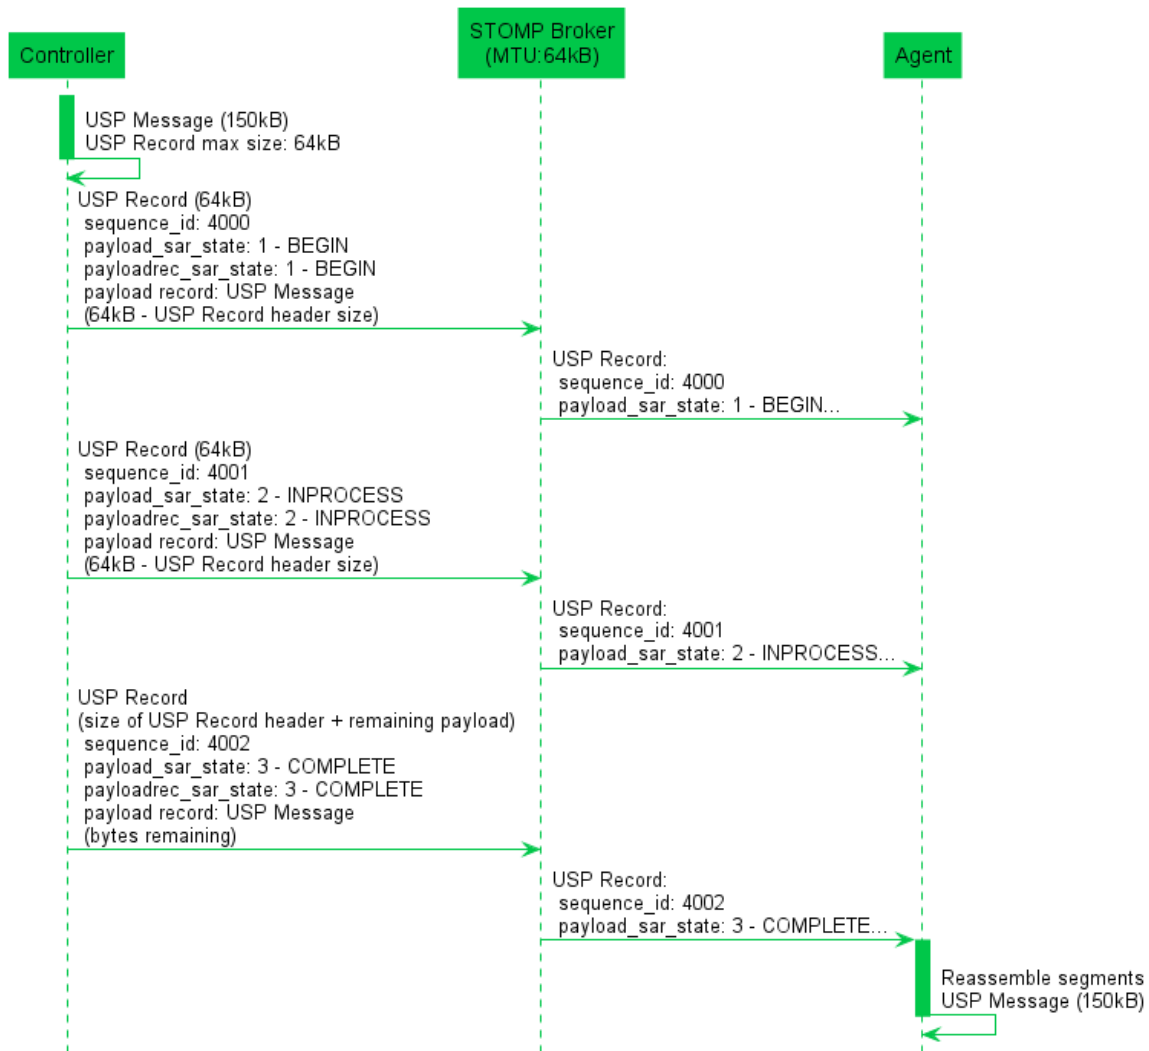 Controller
STOMP Broker
(MTU:64kB)
Agent
USP Message (150kB)
USP Record max size: 64kB
USP Record (64kB)
sequence_id: 4000
payload_sar_state: 1 - BEGIN
payloadrec_sar_state: 1 - BEGIN
payload record: USP Message
(64kB - USP Record header size)
USP Record:
sequence_id: 4000
payload_sar_state: 1 - BEGIN...
USP Record (64kB)
sequence_id: 4001
payload_sar_state: 2 - INPROCESS
payloadrec_sar_state: 2 - INPROCESS
payload record: USP Message
(64kB - USP Record header size)
USP Record:
sequence_id: 4001
payload_sar_state: 2 - INPROCESS...
USP Record
(size of USP Record header + remaining payload)
sequence_id: 4002
payload_sar_state: 3 - COMPLETE
payloadrec_sar_state: 3 - COMPLETE
payload record: USP Message
(bytes remaining)
USP Record:
sequence_id: 4002
payload_sar_state: 3 - COMPLETE...
Reassemble segments
USP Message (150kB)